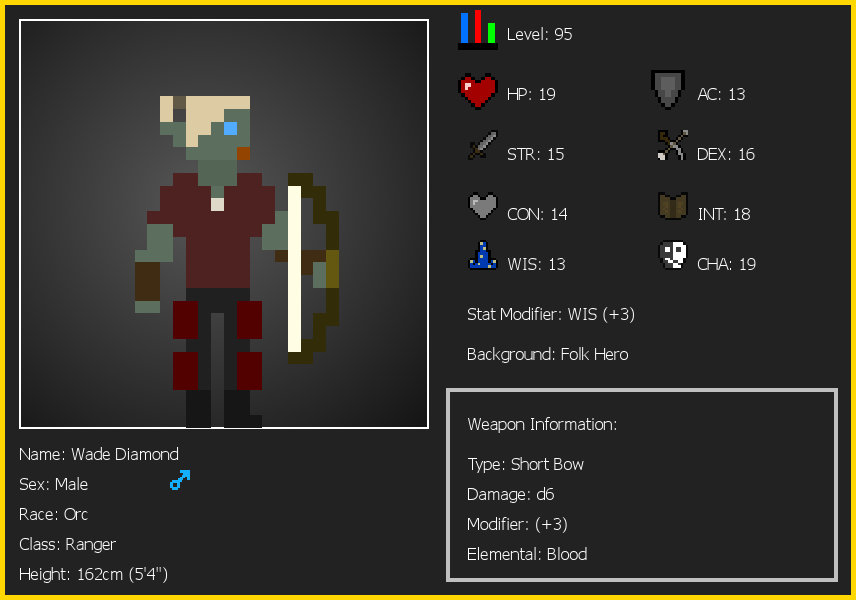 Level: 95
HP: 19
AC: 13
STR: 15
DEX: 16
CON: 14
INT: 18
WIS: 13
CHA: 19
Stat Modifier: WIS (+3)
Background: Folk Hero
Weapon Information:
Type: Short Bow
Damage: d6
Modifier: (+3)
Elemental: Blood
Name: Wade Diamond
Sex: Male
Race: Orc
Class: Ranger
Height: 162cm (5'4")